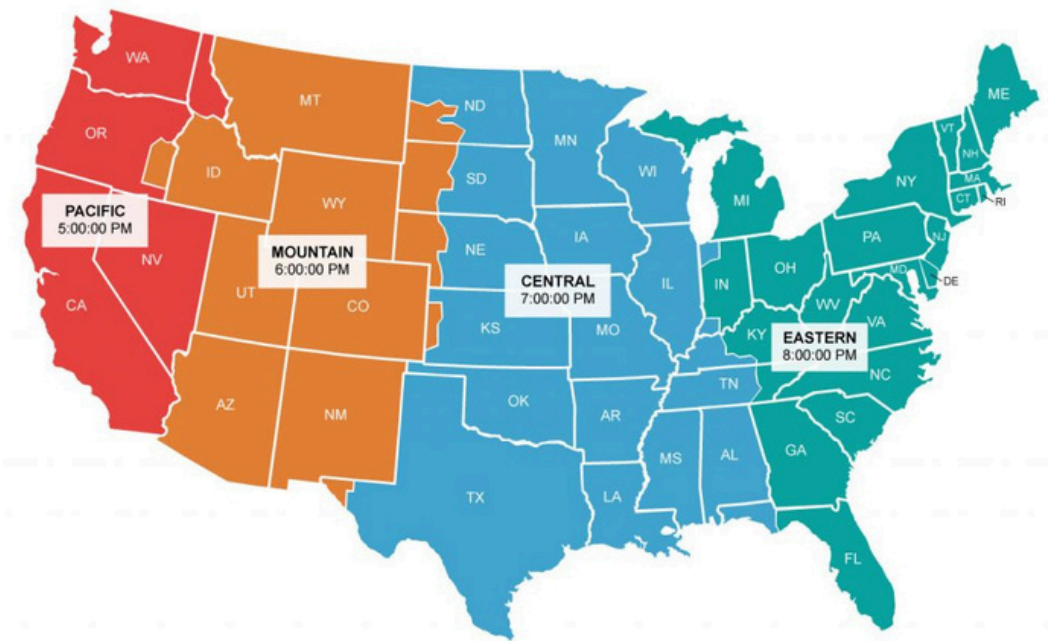 WA
MT
ND
ME
OR
MN
VT
NH
ID
SD
WI
NY
MA
CT
RI
WY
MI
PACIFIC
5:00:00 PM
NE
IA
PA
NJ
MOUNTAIN
6:00:00 PM
NV
UT
CO
CENTRAL
7:00:00 PM
IL
IN
OH
MD
DE
WV
CA
KS
MO
KY
VA
EASTERN
8:00:00 PM
NC
AZ
NM
OK
AR
TN
SC
TX
LA
MS
AL
GA
FL